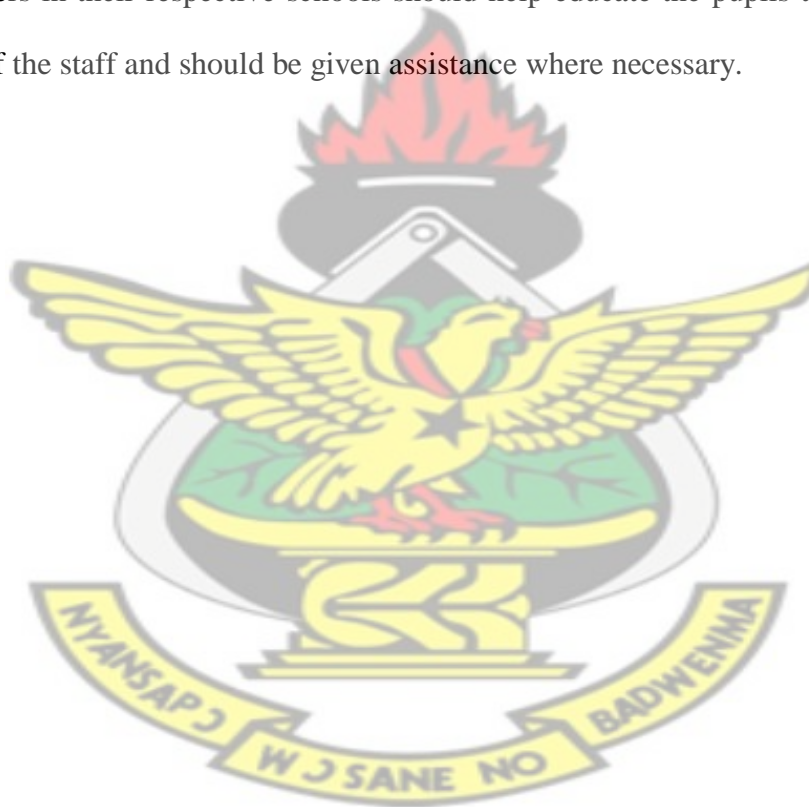 ers in their respective schools should help educate the pupils
f the staff and should be given assistance where necessary.
NYANSAPƆ
WƆSANE NO
BADWENMA